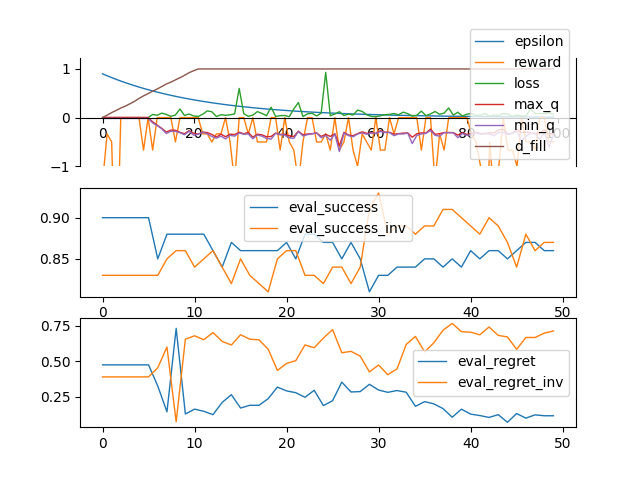 epsilon
reward
loss
max_q
min_q
d_fill
1
0
−1
0 20 40 60 80 100
eval_success
eval_success_inv
0.90
0.85
0 10 20 30 40 50
eval_regret
eval_regret_inv
0.75
0.50
0.25
0 10 20 30 40 50